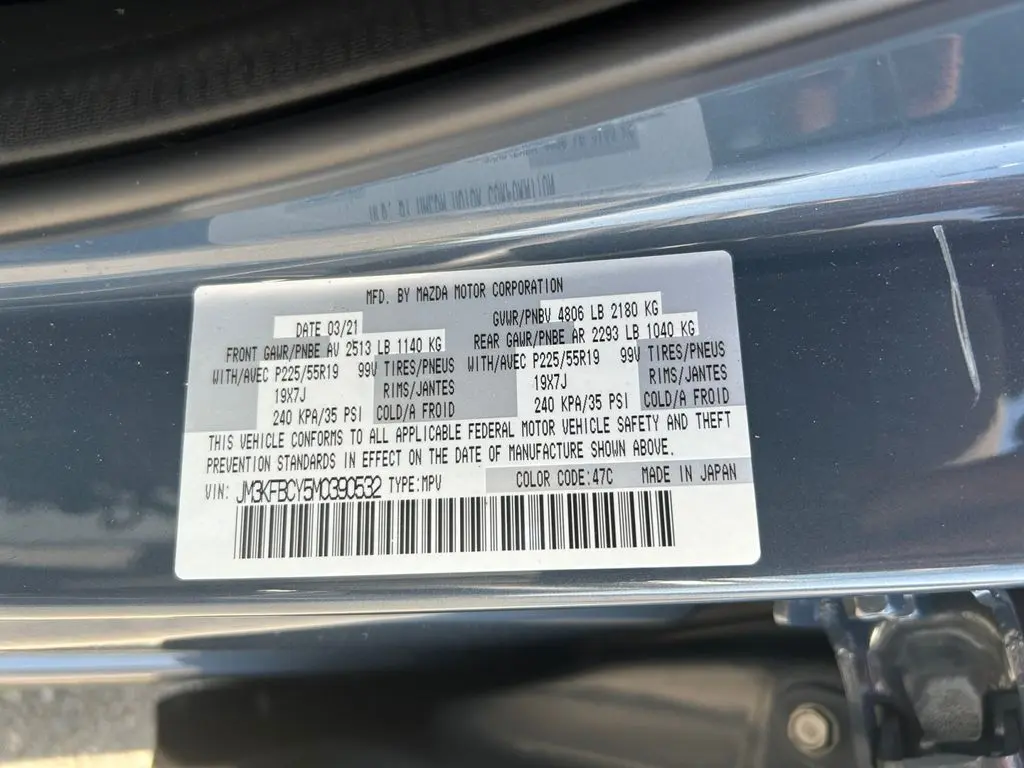 MFD. BY MAZDA MOTOR CORPORATION
DATE 03/21 GVWR/PNBV 4806 LB 2180 KG
FRONT GAWR/PNBE AV 2513 LB 1140 KG REAR GAWR/PNBE AR 2293 LB 1040 KG
WITH/AVEC P225/55R19 99V TIRES/PNEUS WITH/AVEC P225/55R19 99V TIRES/PNEUS
19X7J RIMS/JANTES 19X7J RIMS/JANTES
240 KPA/35 PSI COLD/A FROID 240 KPA/35 PSI COLD/A FROID
THIS VEHICLE CONFORMS TO ALL APPLICABLE FEDERAL MOTOR VEHICLE SAFETY AND THEFT
PREVENTION STANDARDS IN EFFECT ON THE DATE OF MANUFACTURE SHOWN ABOVE.
VIN: JM3KFBCY5M0390532 TYPE:MPV COLOR CODE:47C MADE IN JAPAN